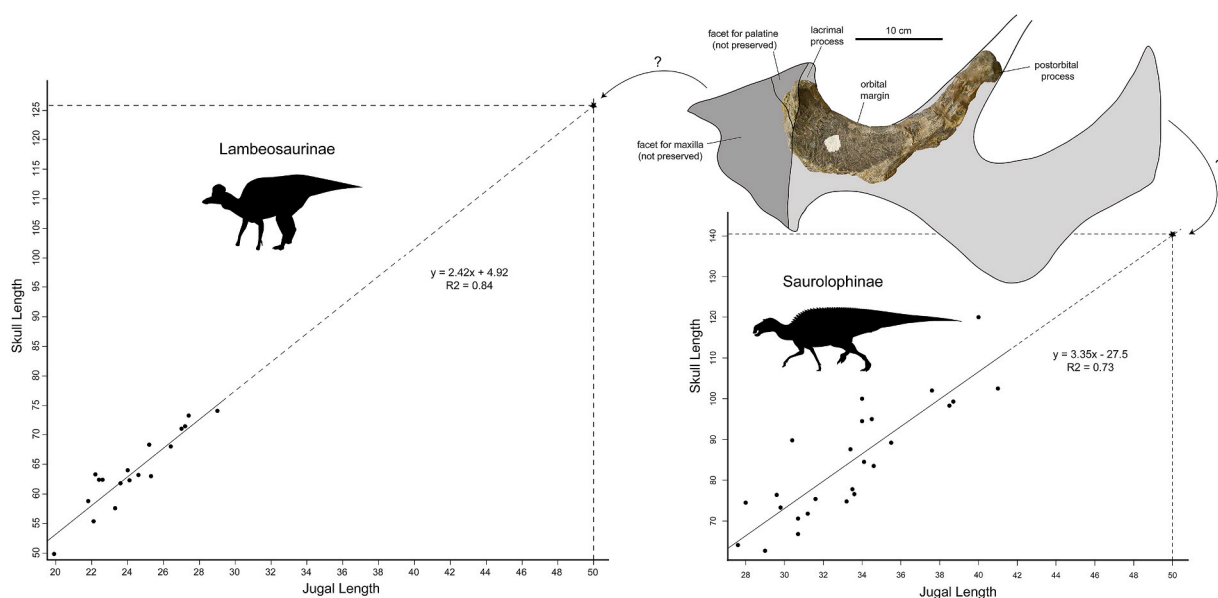 facet for palatine
(not preserved)
lacrimal
process
10 cm
postorbital
process
orbital
margin
facet for maxilla
(not preserved)
?
?
Lambeosaurinae
y = 2.42x + 4.92
R2 = 0.84
Skull Length
125
120
115
110
105
100
95
90
85
80
75
70
65
60
55
50
20 22 24 26 28 30 32 34 36 38 40 42 44 46 48 50
Jugal Length
Saurolophinae
y = 3.35x - 27.5
R2 = 0.73
Skull Length
140
130
120
110
100
90
80
70
28 30 32 34 36 38 40 42 44 46 48 50
Jugal Length